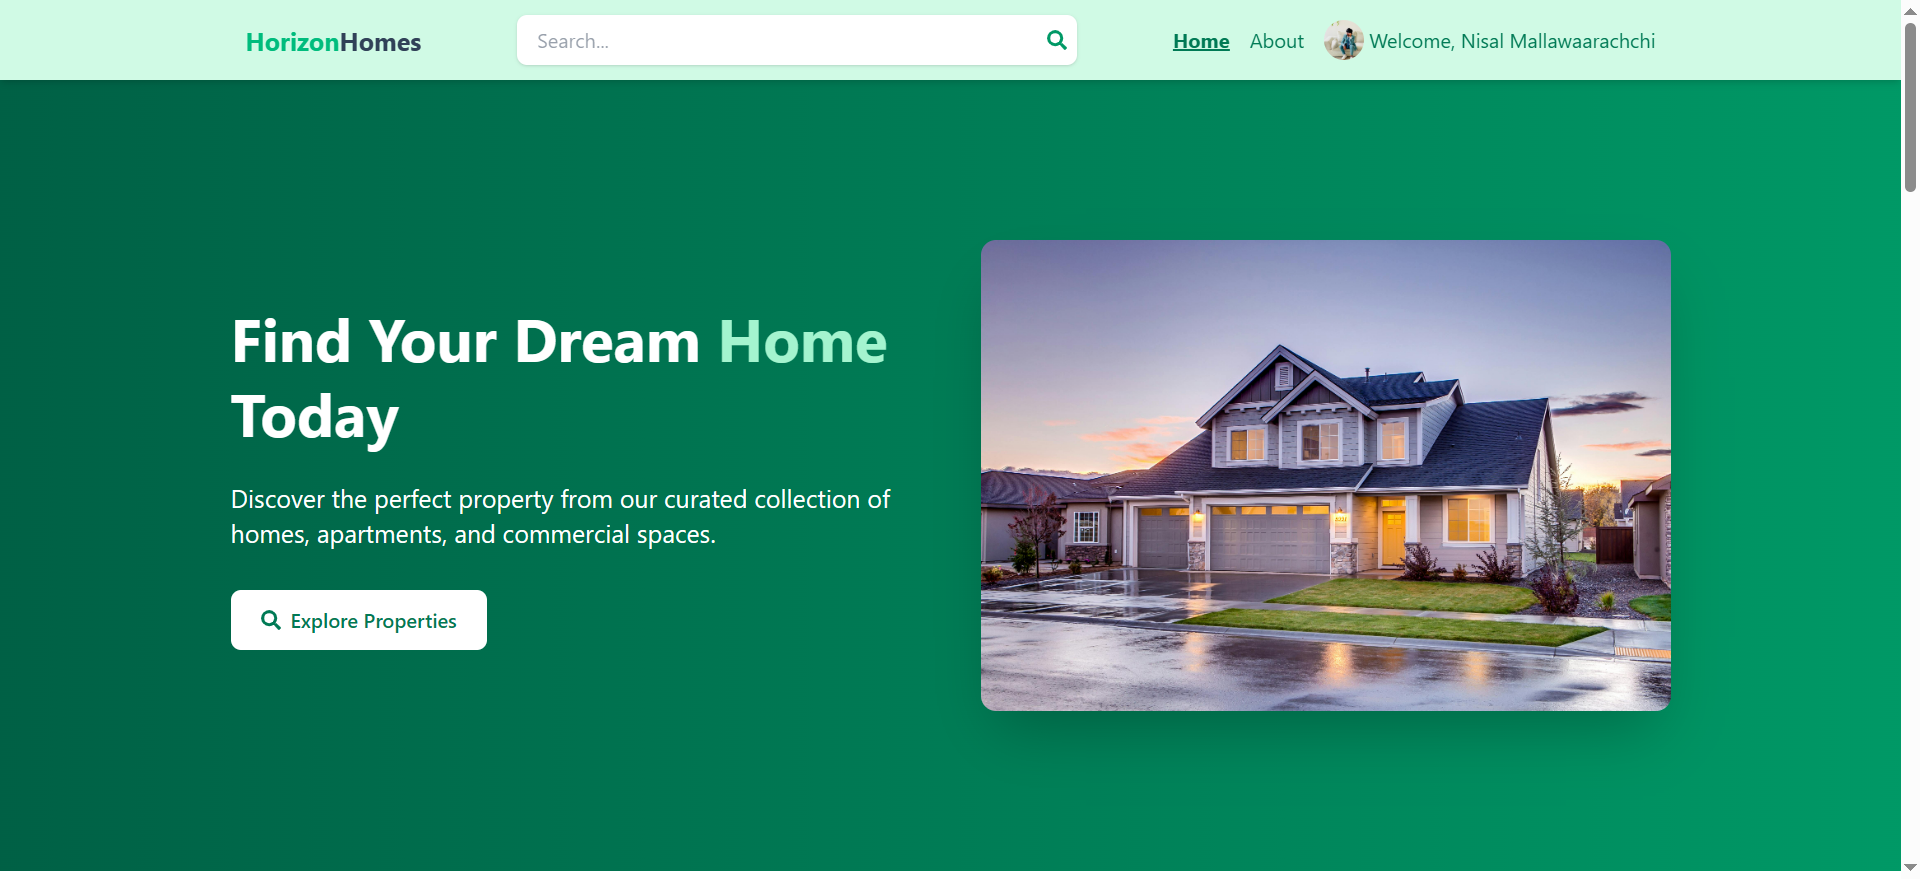 HorizonHomes
Search...
Home
About
Welcome, Nisal Mallawaarachchi
Find Your Dream Home
Today
Discover the perfect property from our curated collection of
homes, apartments, and commercial spaces.
Explore Properties